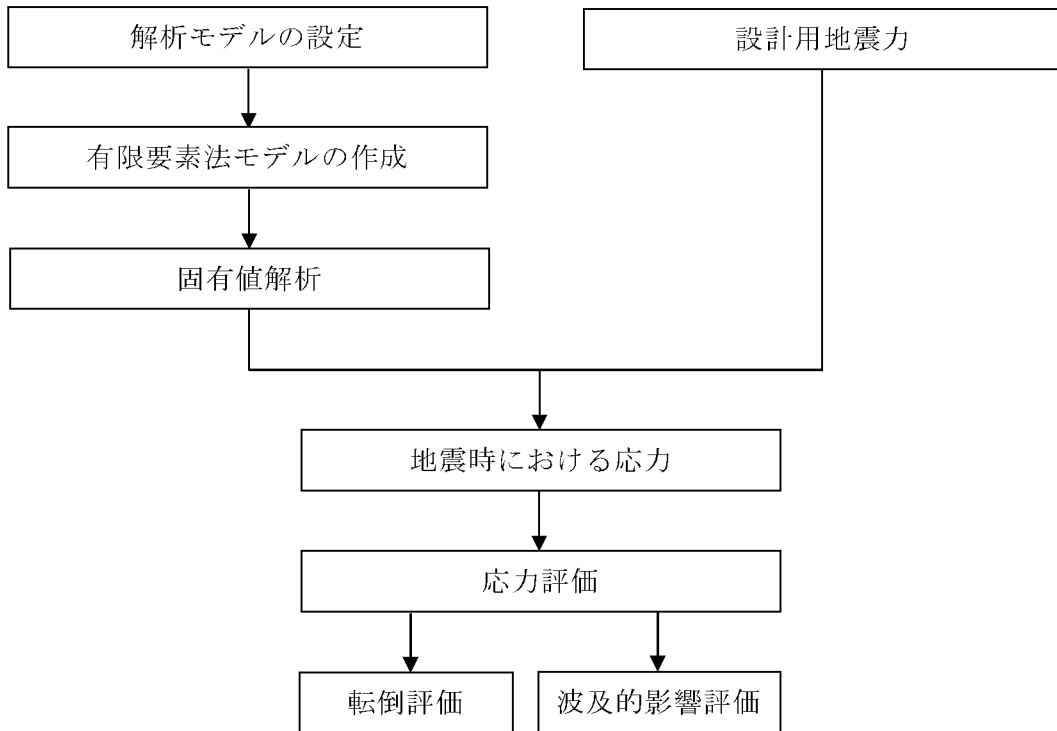 解析モデルの設定
設計用地震力
有限要素法モデルの作成
固有値解析
地震時における応力
応力評価
転倒評価
波及的影響評価